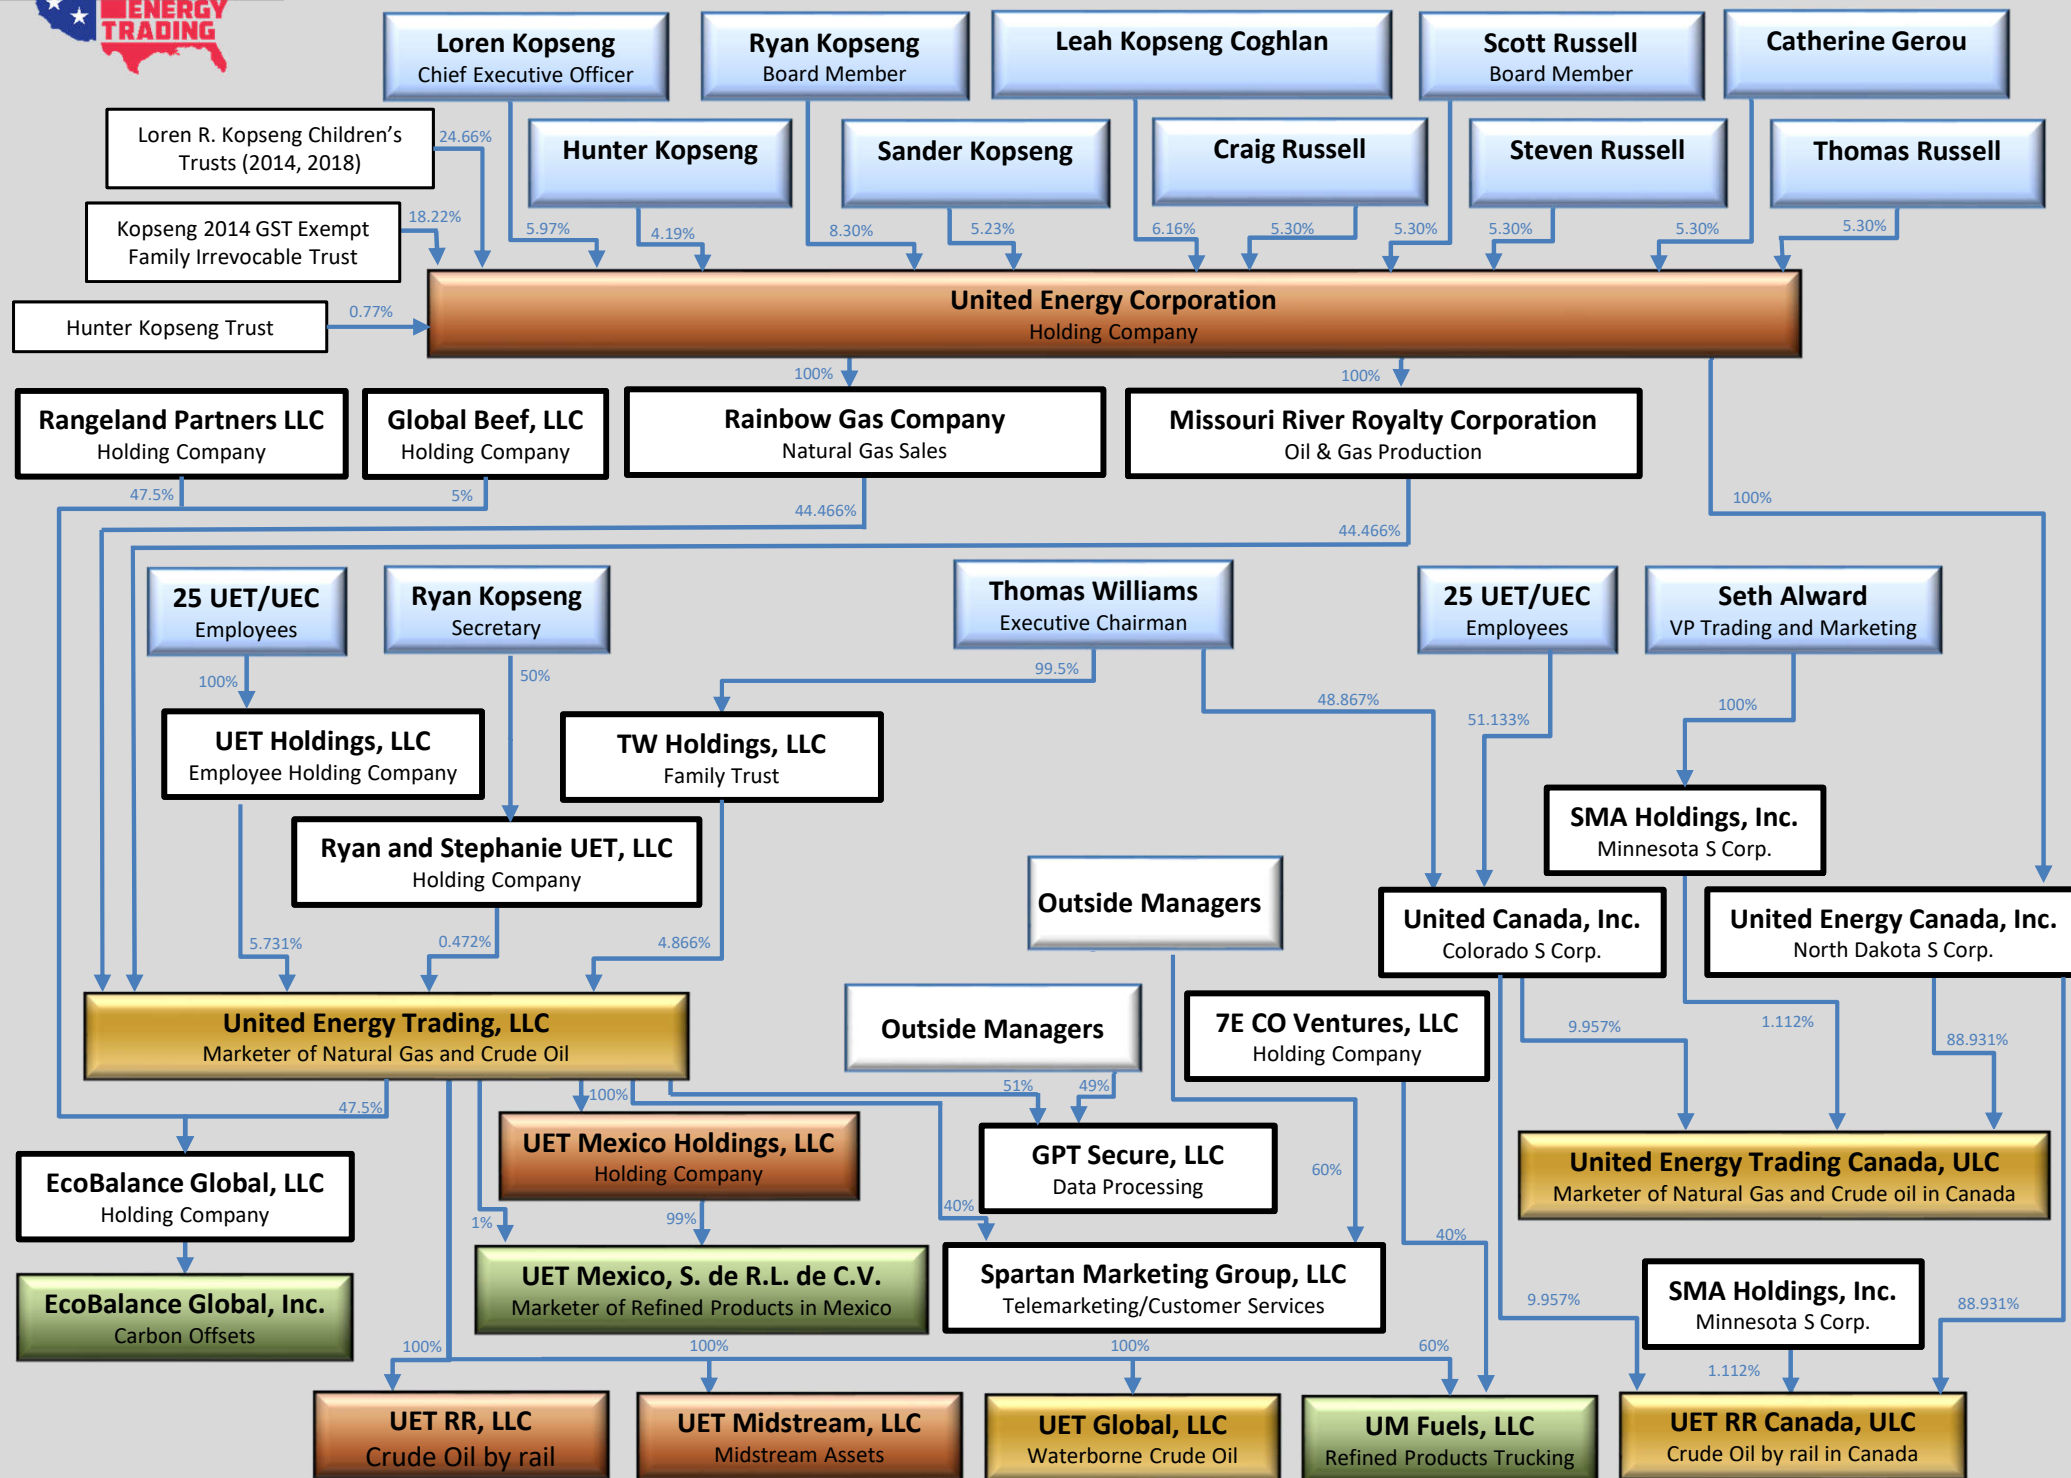 ENERGY
TRADING
Loren Kopseng
Chief Executive Officer
Ryan Kopseng
Board Member
Leah Kopseng Coghlan
Scott Russell
Board Member
Catherine Gerou
Loren R. Kopseng Children’s
Trusts (2014, 2018)
24.66%
Hunter Kopseng
Sander Kopseng
Craig Russell
Steven Russell
Thomas Russell
Kopseng 2014 GST Exempt
Family Irrevocable Trust
18.22%
5.97%
4.19%
8.30%
5.23%
6.16%
5.30%
5.30%
5.30%
5.30%
5.30%
Hunter Kopseng Trust
0.77%
United Energy Corporation
Holding Company
100%
100%
100%
Rangeland Partners LLC
Holding Company
Global Beef, LLC
Holding Company
Rainbow Gas Company
Natural Gas Sales
Missouri River Royalty Corporation
Oil & Gas Production
47.5%
5%
44.466%
44.466%
25 UET/UEC
Employees
Ryan Kopseng
Secretary
Thomas Williams
Executive Chairman
25 UET/UEC
Employees
Seth Alward
VP Trading and Marketing
100%
50%
99.5%
48.867%
51.133%
100%
UET Holdings, LLC
Employee Holding Company
TW Holdings, LLC
Family Trust
SMA Holdings, Inc.
Minnesota S Corp.
Ryan and Stephanie UET, LLC
Holding Company
Outside Managers
United Canada, Inc.
Colorado S Corp.
United Energy Canada, Inc.
North Dakota S Corp.
5.731%
0.472%
4.866%
United Energy Trading, LLC
Marketer of Natural Gas and Crude Oil
Outside Managers
7E CO Ventures, LLC
Holding Company
9.957%
1.112%
88.931%
47.5%
100%
51%
49%
EcoBalance Global, LLC
Holding Company
UET Mexico Holdings, LLC
Holding Company
GPT Secure, LLC
Data Processing
60%
United Energy Trading Canada, ULC
Marketer of Natural Gas and Crude oil in Canada
1%
99%
40%
40%
EcoBalance Global, Inc.
Carbon Offsets
UET Mexico, S. de R.L. de C.V.
Marketer of Refined Products in Mexico
Spartan Marketing Group, LLC
Telemarketing/Customer Services
9.957%
SMA Holdings, Inc.
Minnesota S Corp.
88.931%
100%
100%
100%
60%
1.112%
UET RR, LLC
Crude Oil by rail
UET Midstream, LLC
Midstream Assets
UET Global, LLC
Waterborne Crude Oil
UM Fuels, LLC
Refined Products Trucking
UET RR Canada, ULC
Crude Oil by rail in Canada